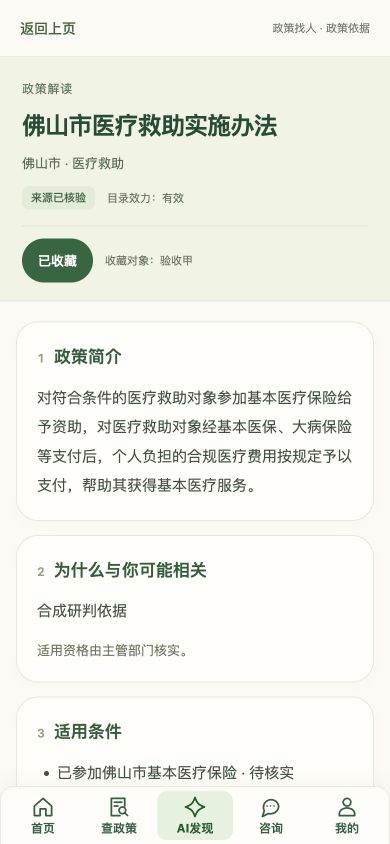 返回上页
政策找人 · 政策依据
政策解读
佛山市医疗救助实施办法
佛山市 · 医疗救助
来源已核验 目录效力：有效
已收藏 收藏对象：验收甲
1 政策简介
对符合条件的医疗救助对象参加基本医疗保险给
予资助，对医疗救助对象经基本医保、大病保险
等支付后，个人负担的合规医疗费用按规定予以
支付，帮助其获得基本医疗服务。
2 为什么与你可能相关
合成研判依据
适用资格由主管部门核实。
3 适用条件
• 已参加佛山市基本医疗保险 · 待核实
首页 查政策 AI发现 咨询 我的